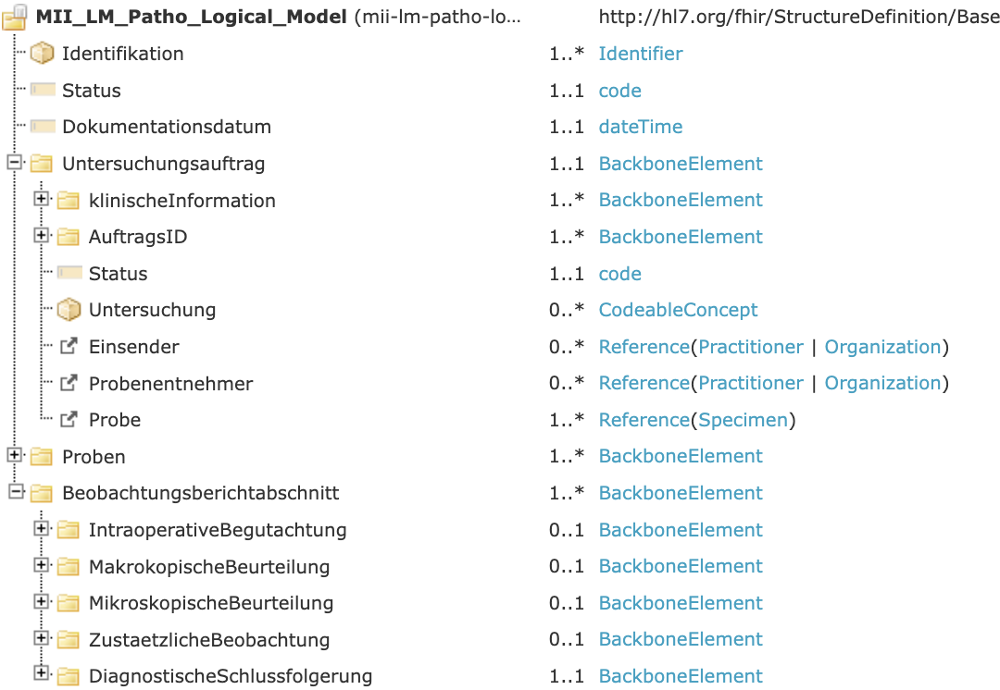 MII_LM_Patho_Logical_Model (mii-lm-patho-lo... http://hl7.org/fhir/StructureDefinition/Base
Identifikation 1..* Identifier
Status 1..1 code
Dokumentationsdatum 1..1 dateTime
Untersuchungsauftrag 1..1 BackboneElement
klinischeInformation 1..* BackboneElement
AuftragsID 1..* BackboneElement
Status 1..1 code
Untersuchung 0..* CodeableConcept
Einsender 0..* Reference(Practitioner | Organization)
Probenentnehmer 0..* Reference(Practitioner | Organization)
Probe 1..* Reference(Specimen)
Proben 1..* BackboneElement
Beobachtungsberichtabschnitt 1..* BackboneElement
IntraoperativeBegutachtung 0..1 BackboneElement
MakrokopischeBeurteilung 0..1 BackboneElement
MikroskopischeBeurteilung 0..1 BackboneElement
ZustaetzlicheBeobachtung 0..1 BackboneElement
DiagnostischeSchlussfolgerung 1..1 BackboneElement